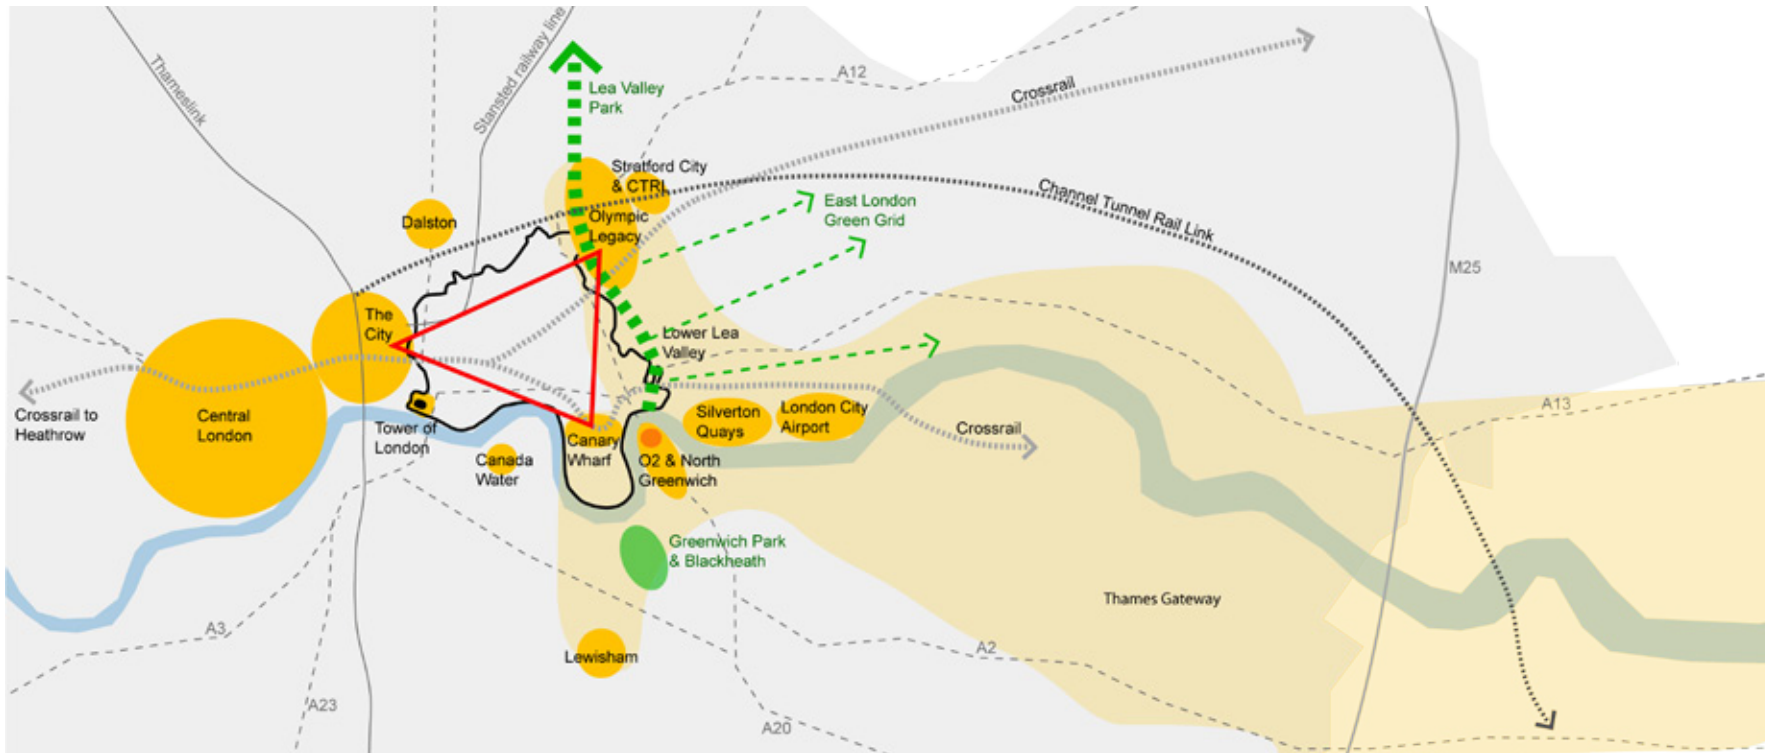 Thameslink
Stansted railway line
Lea Valley
Park
A12
Crossrail
Stratford City
& CTRL
Dalston
Olympic
Legacy
East London
Green Grid
Channel Tunnel Rail Link
M25
The
City
Lower Lea
Valley
Crossrail to
Heathrow
Central
London
Tower of
London
Canada
Water
Canary
Wharf
Silverton
Quays
London City
Airport
O2 & North
Greenwich
Crossrail
A13
Greenwich Park
& Blackheath
Thames Gateway
A3
Lewisham
A2
A23
A20